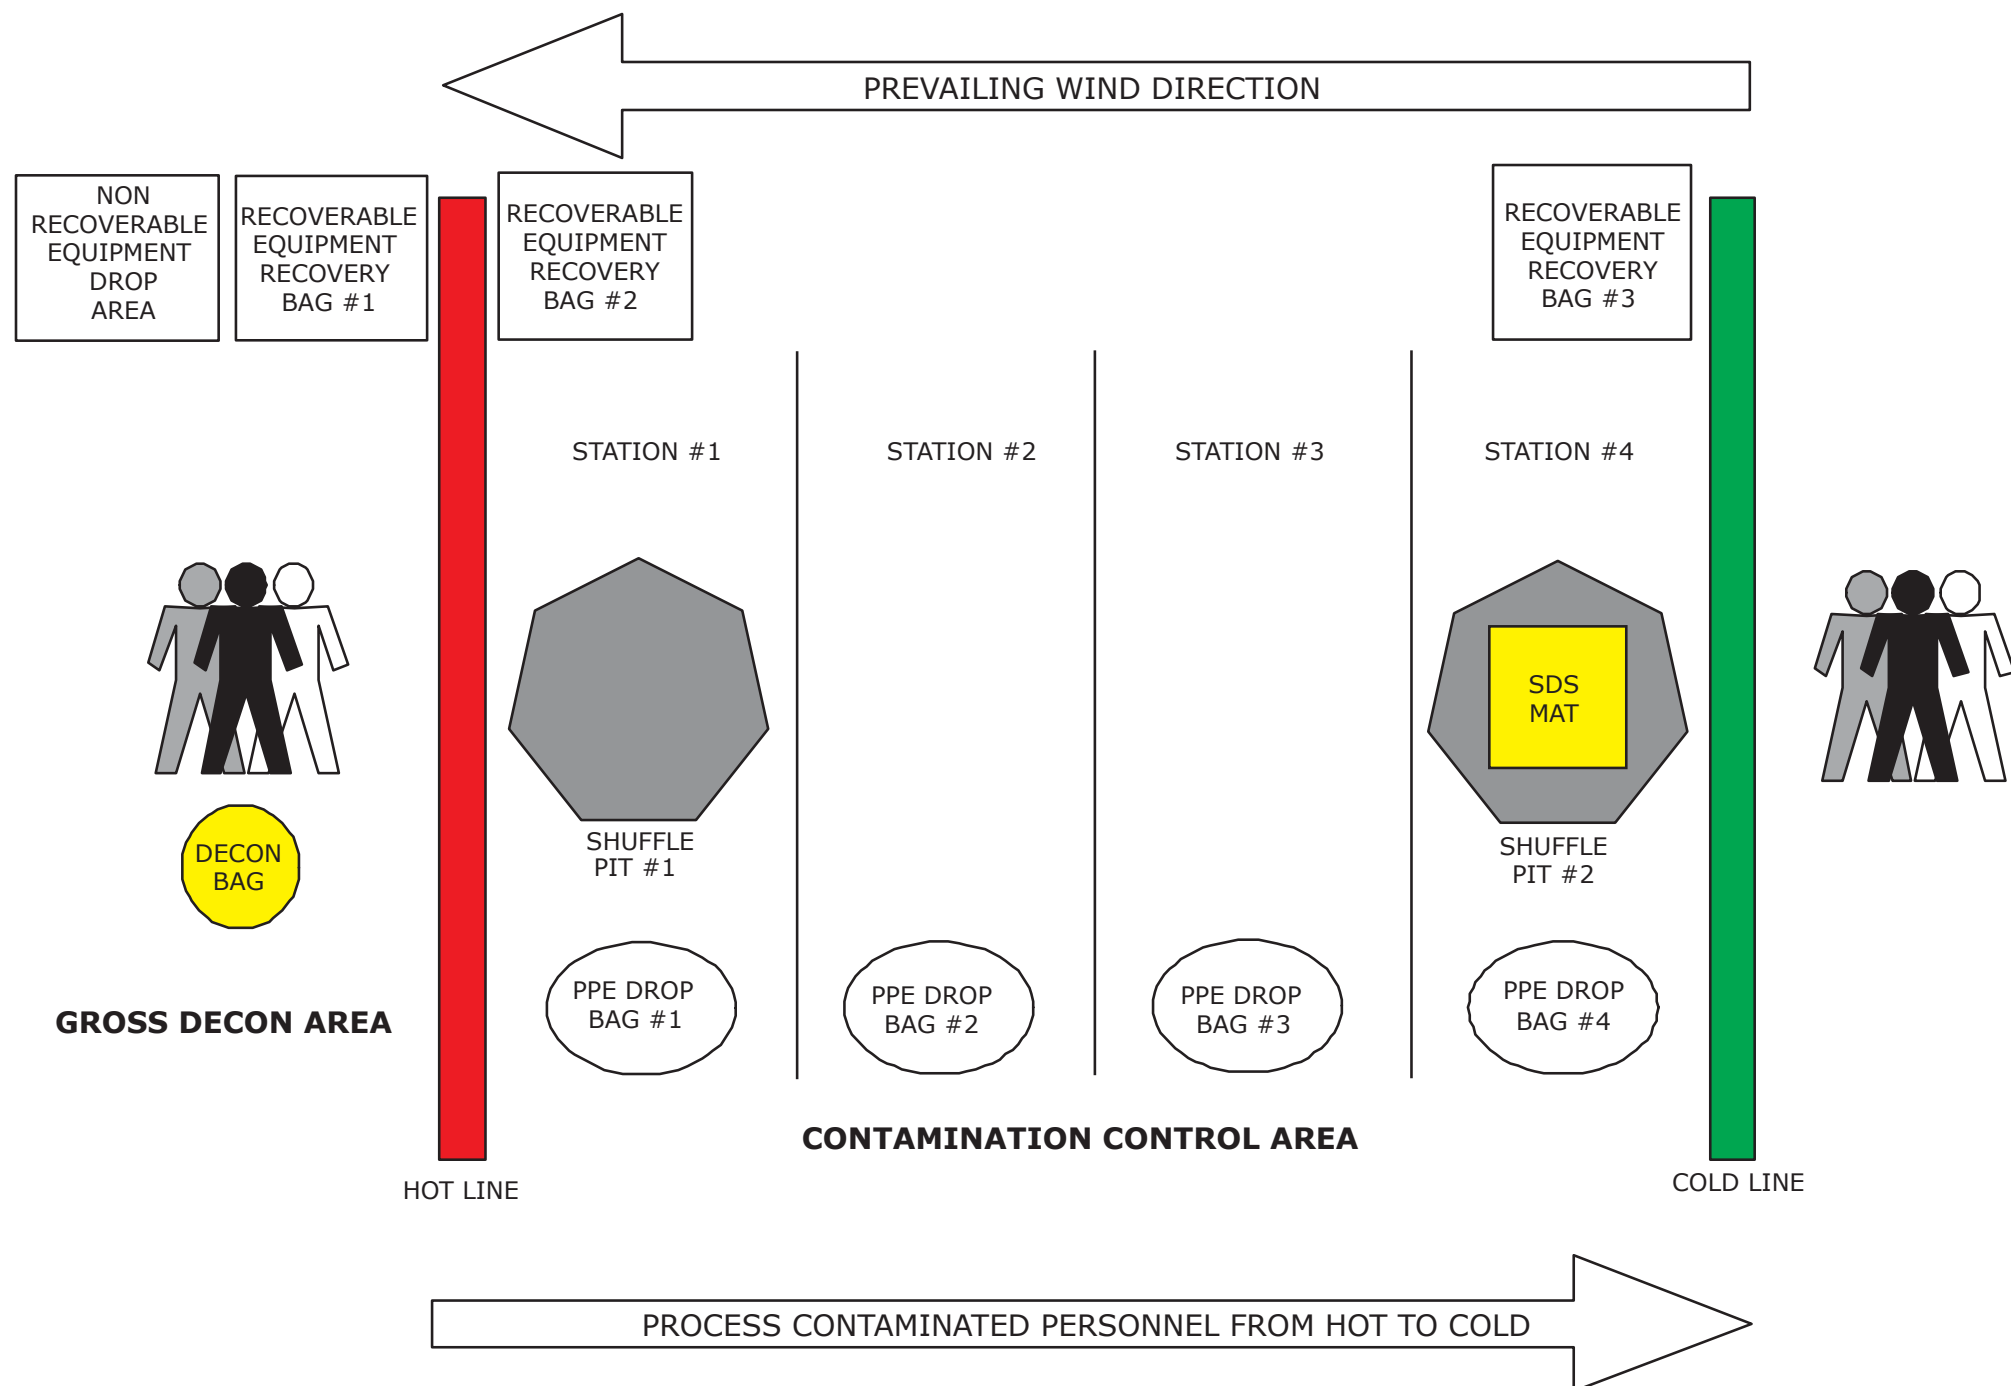 PREVAILING WIND DIRECTION
NON
RECOVERABLE
EQUIPMENT
DROP
AREA
RECOVERABLE
EQUIPMENT
RECOVERY
BAG #1
RECOVERABLE
EQUIPMENT
RECOVERY
BAG #2
RECOVERABLE
EQUIPMENT
RECOVERY
BAG #3
STATION #1
STATION #2
STATION #3
STATION #4
SDS
MAT
SHUFFLE
PIT #1
SHUFFLE
PIT #2
DECON
BAG
PPE DROP
BAG #1
PPE DROP
BAG #2
PPE DROP
BAG #3
PPE DROP
BAG #4
GROSS DECON AREA
CONTAMINATION CONTROL AREA
HOT LINE
COLD LINE
PROCESS CONTAMINATED PERSONNEL FROM HOT TO COLD